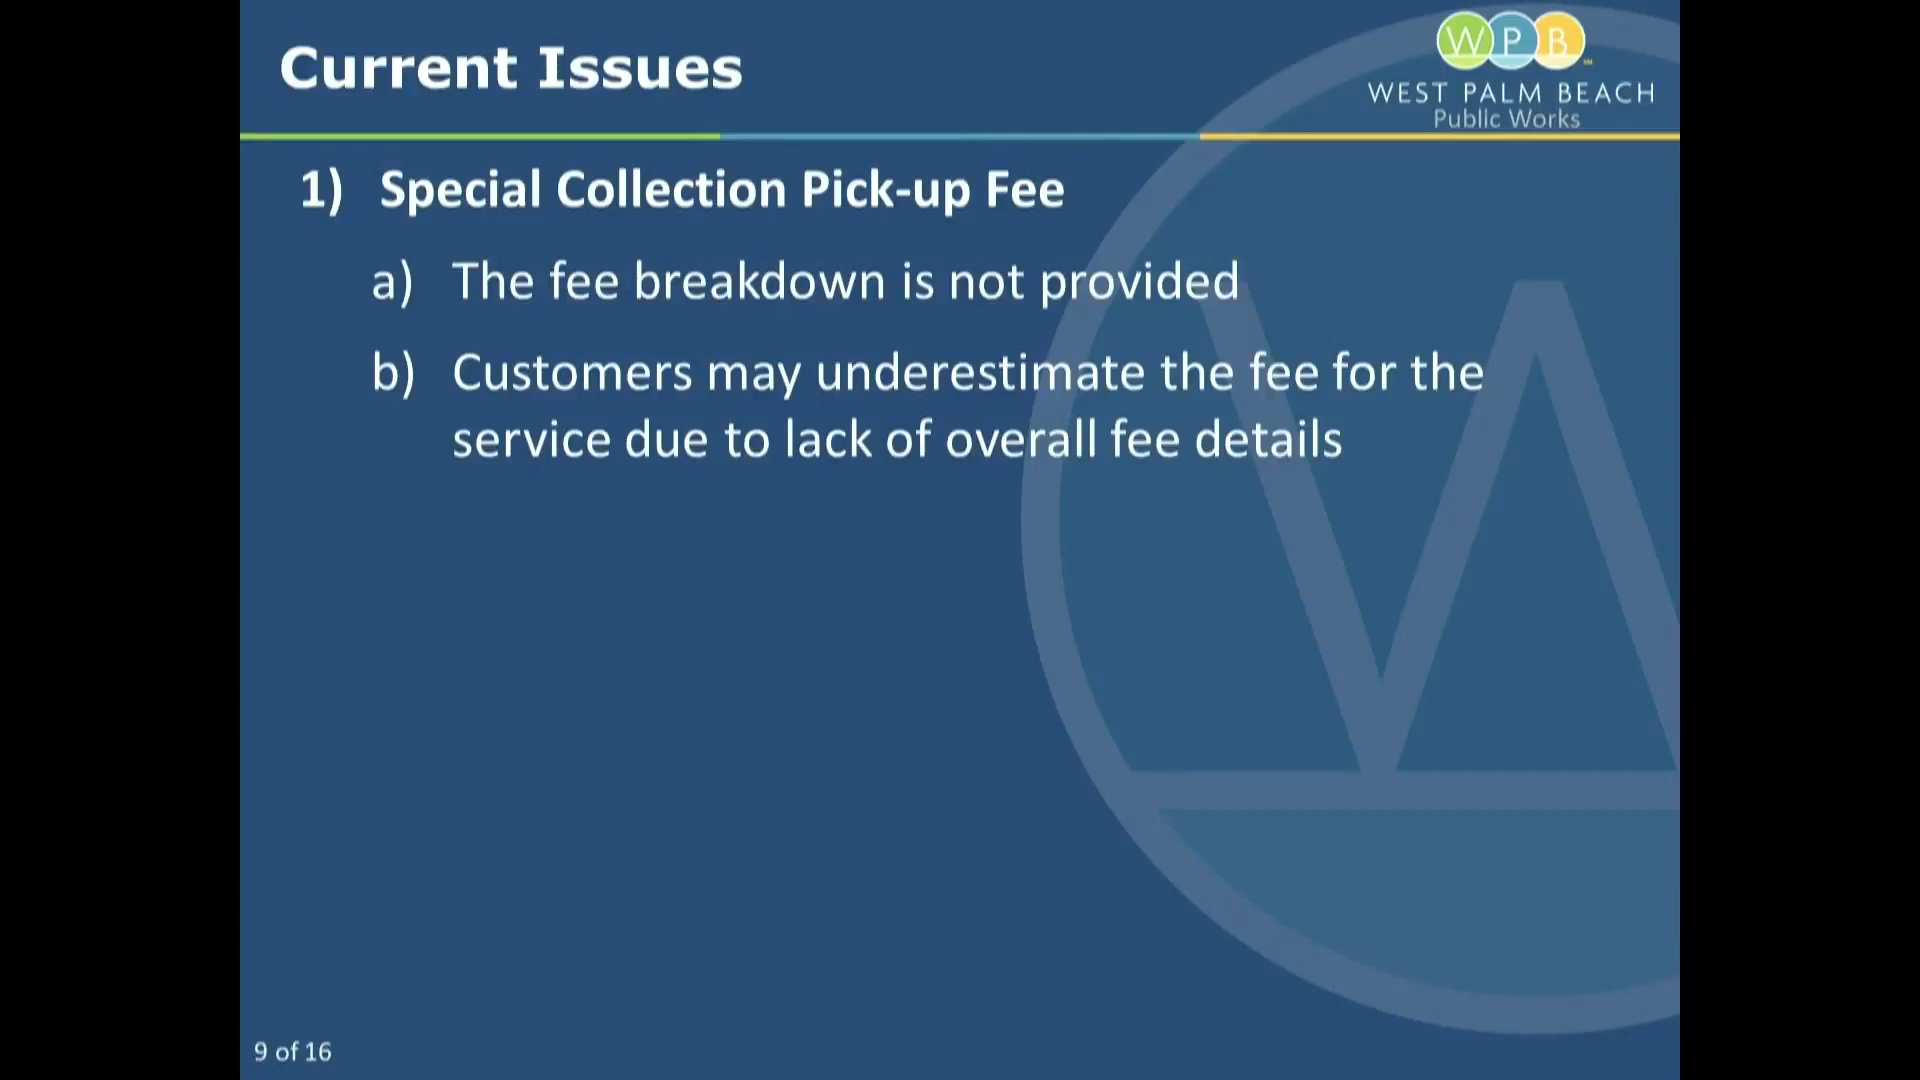 Current Issues
WPB
WEST PALM BEACH
Public Works
1) Special Collection Pick-up Fee
a) The fee breakdown is not provided
b) Customers may underestimate the fee for the
service due to lack of overall fee details
9 of 16